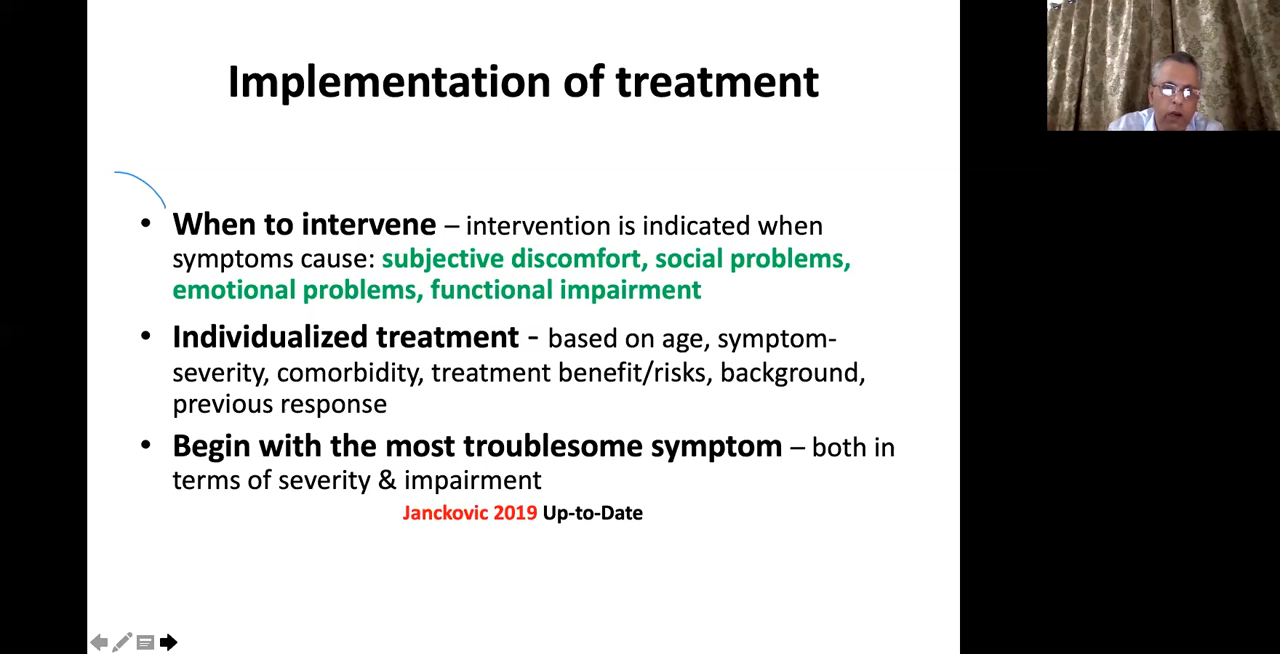 Implementation of treatment
• When to intervene – intervention is indicated when
symptoms cause: subjective discomfort, social problems,
emotional problems, functional impairment
• Individualized treatment - based on age, symptom-
severity, comorbidity, treatment benefit/risks, background,
previous response
• Begin with the most troublesome symptom – both in
terms of severity & impairment
Janckovic 2019 Up-to-Date